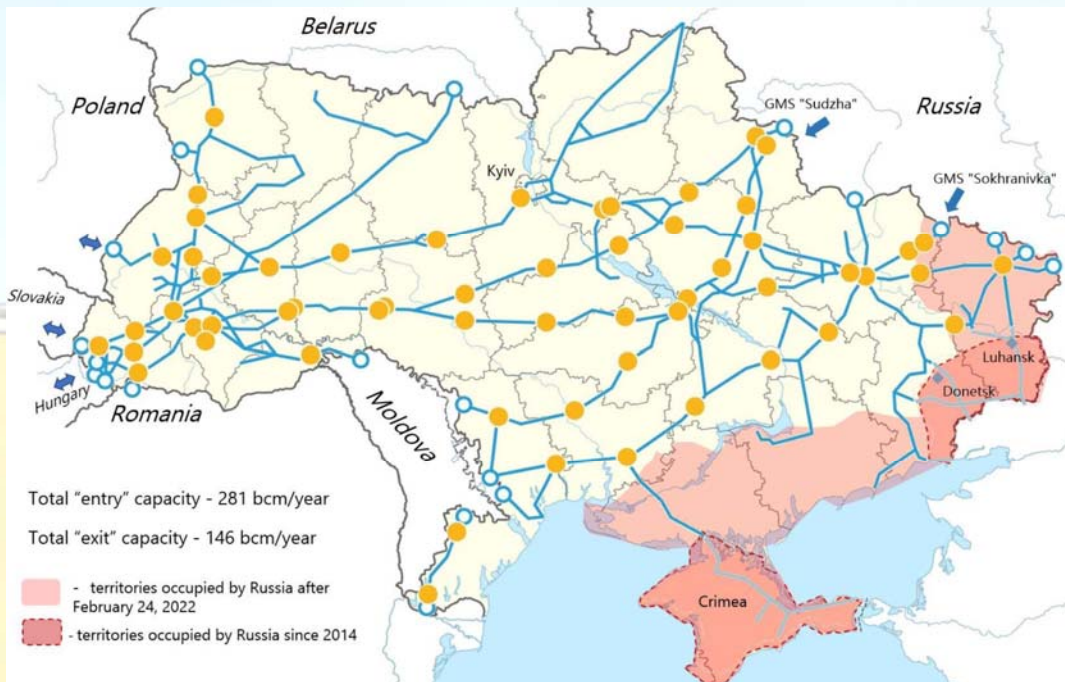 Belarus
Poland
Russia
GMS "Sudzha"
Kyiv
GMS "Sokhranivka"
Slovakia
Hungary
Romania
Moldova
Luhansk
Donetsk
Crimea
Total “entry” capacity - 281 bcm/year
Total “exit” capacity - 146 bcm/year
- territories occupied by Russia after
February 24, 2022
- territories occupied by Russia since 2014